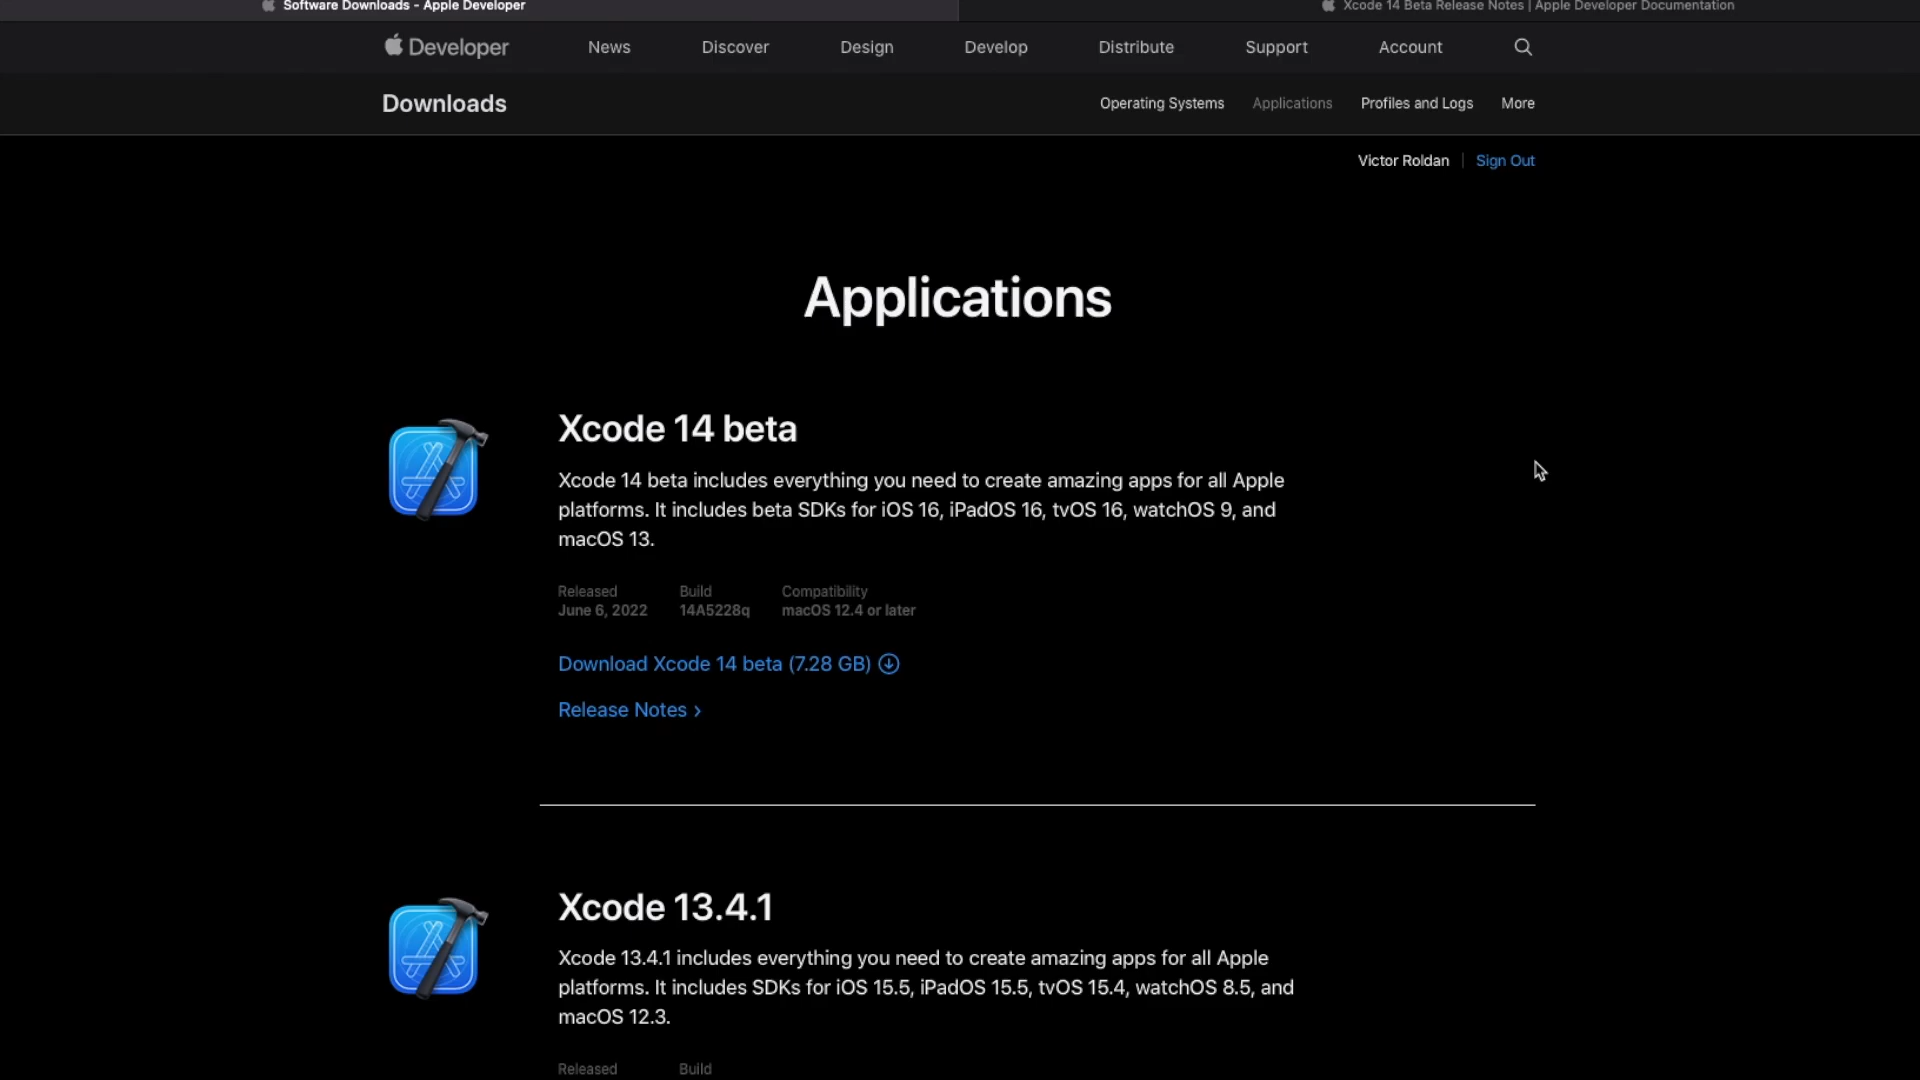 Software Downloads - Apple Developer
Xcode 14 Beta Release Notes | Apple Developer Documentation
Developer
News
Discover
Design
Develop
Distribute
Support
Account
Downloads
Operating Systems
Applications
Profiles and Logs
More
Victor Roldan
Sign Out
Applications
Xcode 14 beta
Xcode 14 beta includes everything you need to create amazing apps for all Apple
platforms. It includes beta SDKs for iOS 16, iPadOS 16, tvOS 16, watchOS 9, and
macOS 13.
Released
Build
Compatibility
June 6, 2022
14A5228q
macOS 12.4 or later
Download Xcode 14 beta (7.28 GB)
Release Notes ›
Xcode 13.4.1
Xcode 13.4.1 includes everything you need to create amazing apps for all Apple
platforms. It includes SDKs for iOS 15.5, iPadOS 15.5, tvOS 15.4, watchOS 8.5, and
macOS 12.3.
Released
Build